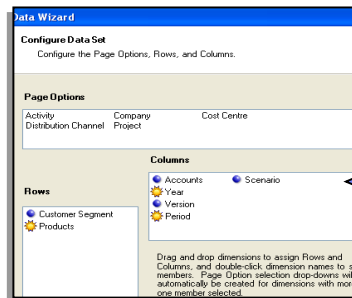 Data Wizard
Configure Data Set
Configure the Page Options, Rows, and Columns.
Page Options
Activity Company Cost Centre
Distribution Channel Project
Columns
Accounts Scenario
Year
Version
Period
Rows
Customer Segment
Products
Drag and drop dimensions to assign Rows and
Columns, and double-click dimension names to s
members. Page Option selection drop-downs wil
automatically be created for dimensions with mor
one member selected.